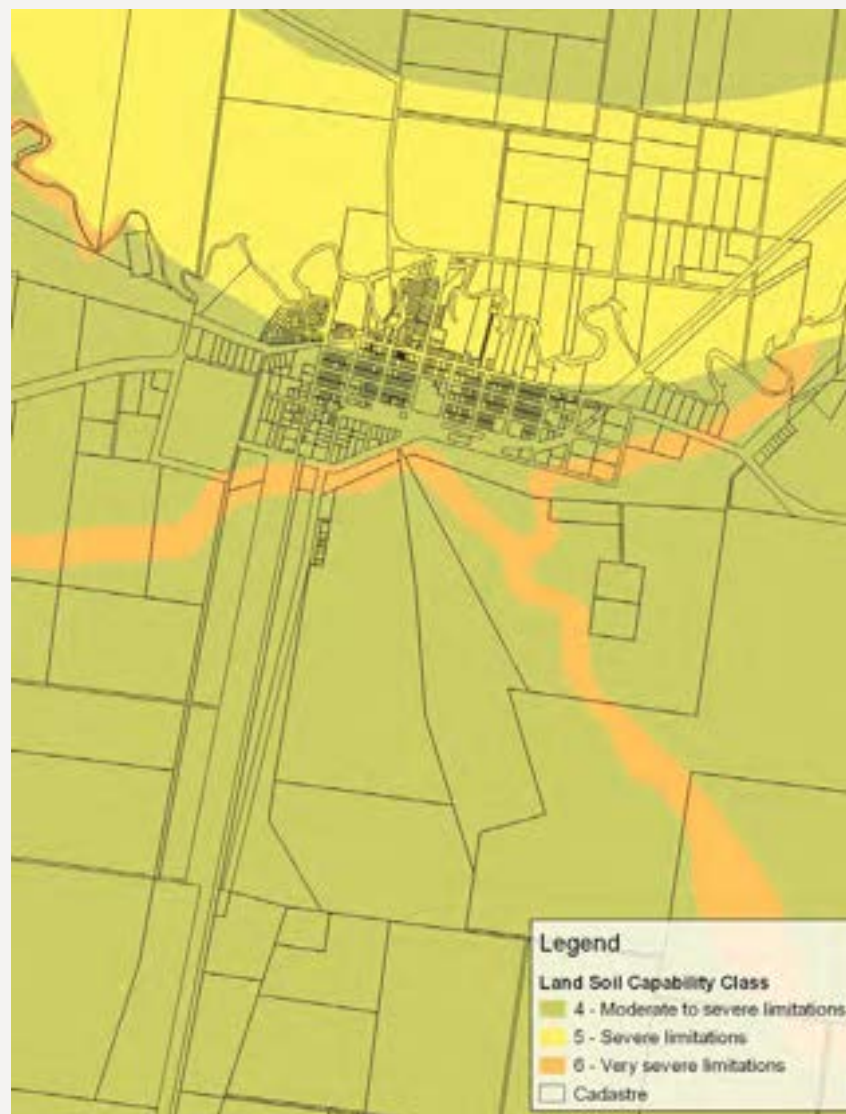 Legend
Land Soil Capability Class
4 - Moderate to severe limitations
5 - Severe limitations
6 - Very severe limitations
Cadastre